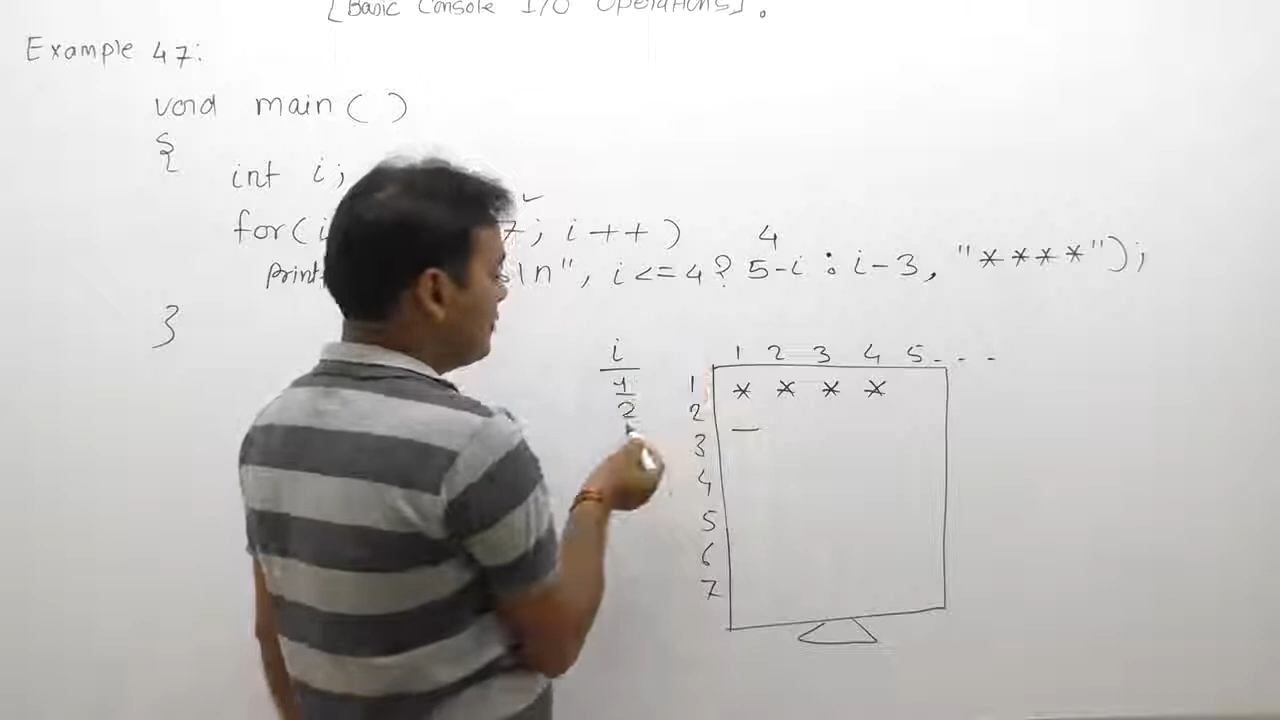 [Basic Console I/O Operations].
Example 47:
void main( )
{
int i;
for(i 7; i++)
4
print \n", i<=4? 5-i : i-3, "****");
}
i
1
2
1 2 3 4 5 . . .
1 * * * *
2
3
4
5
6
7